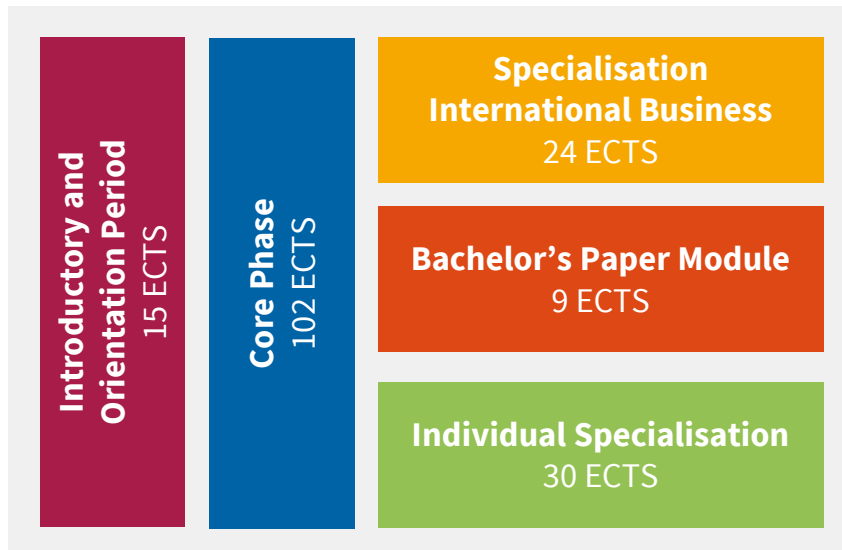 Introductory and
Orientation Period
15 ECTS
Core Phase
102 ECTS
Specialisation
International Business
24 ECTS
Bachelor’s Paper Module
9 ECTS
Individual Specialisation
30 ECTS